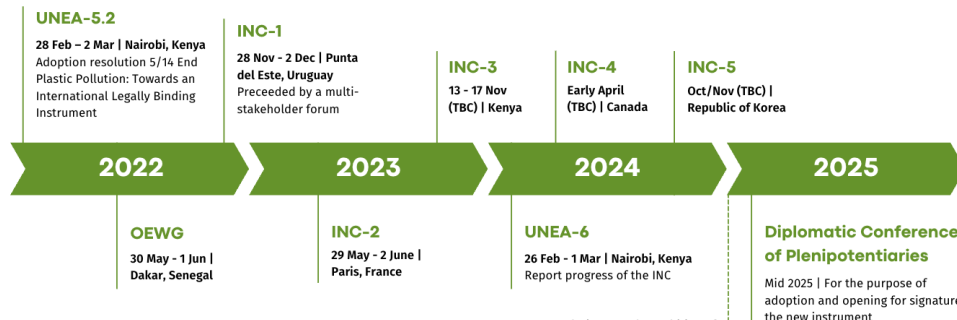 UNEA-5.2
28 Feb – 2 Mar | Nairobi, Kenya
Adoption resolution 5/14 End
Plastic Pollution: Towards an
International Legally Binding
Instrument
INC-1
28 Nov - 2 Dec | Punta
del Este, Uruguay
Preceeded by a multi-
stakeholder forum
INC-3
13 - 17 Nov
(TBC) | Kenya
INC-4
Early April
(TBC) | Canada
INC-5
Oct/Nov (TBC) |
Republic of Korea
2022
2023
2024
2025
OEWG
30 May - 1 Jun |
Dakar, Senegal
INC-2
29 May - 2 June |
Paris, France
UNEA-6
26 Feb - 1 Mar | Nairobi, Kenya
Report progress of the INC
Diplomatic Conference
of Plenipotentiaries
Mid 2025 | For the purpose of
adoption and opening for signature
the new instrument